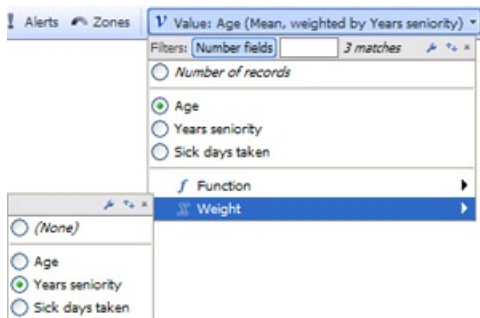 ! Alerts Zones V Value: Age (Mean, weighted by Years seniority)
Filters: Number fields 3 matches
Number of records
Age
Years seniority
Sick days taken
f Function
Weight
(None)
Age
Years seniority
Sick days taken